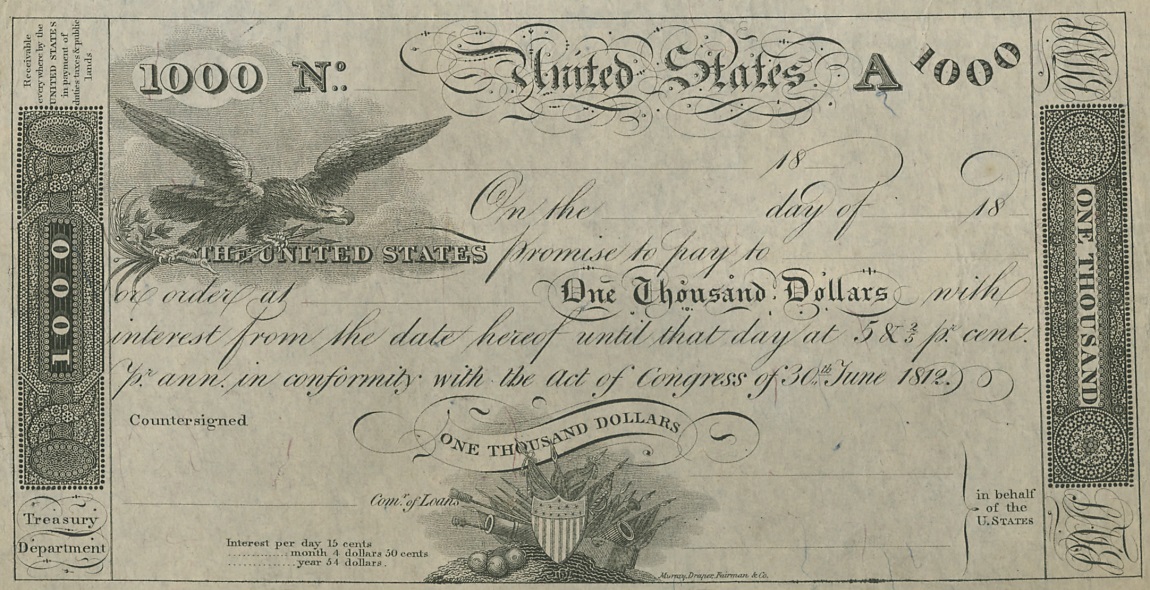 Receivable
every where by the
UNITED STATES
in payment of
duties taxes & public
lands
1000 No.
United States
A 1000
18
On the day of 18
THE UNITED STATES promise to pay to
or order at One Thousand Dollars with
interest from the date hereof until that day at 5 & 2/5 pr. cent.
Pr. ann. in conformity with the Act of Congress of 30th June 1812.
1000
ONE THOUSAND
Countersigned
ONE THOUSAND DOLLARS
Comr. of Loans
in behalf
of the
U. STATES
Treasury
Department
Interest per day 15 cents
month 4 dollars 50 cents
year 54 dollars.
Murray, Draper, Fairman & Co.